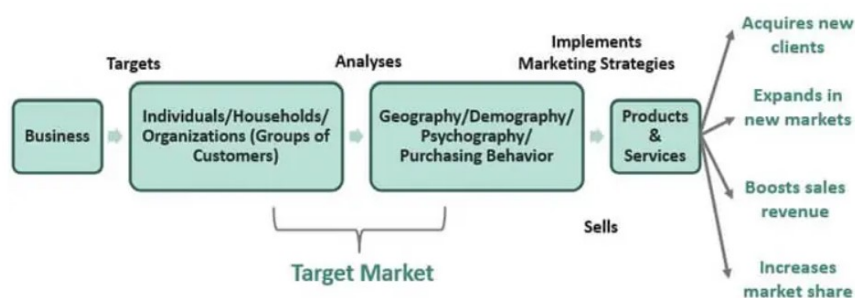 Targets
Analyses
Implements
Marketing Strategies
Business
Individuals/Households/
Organizations (Groups of
Customers)
Geography/Demography/
Psychography/
Purchasing Behavior
Products
&
Services
Acquires new
clients
Expands in
new markets
Boosts sales
revenue
Increases
market share
Sells
Target Market